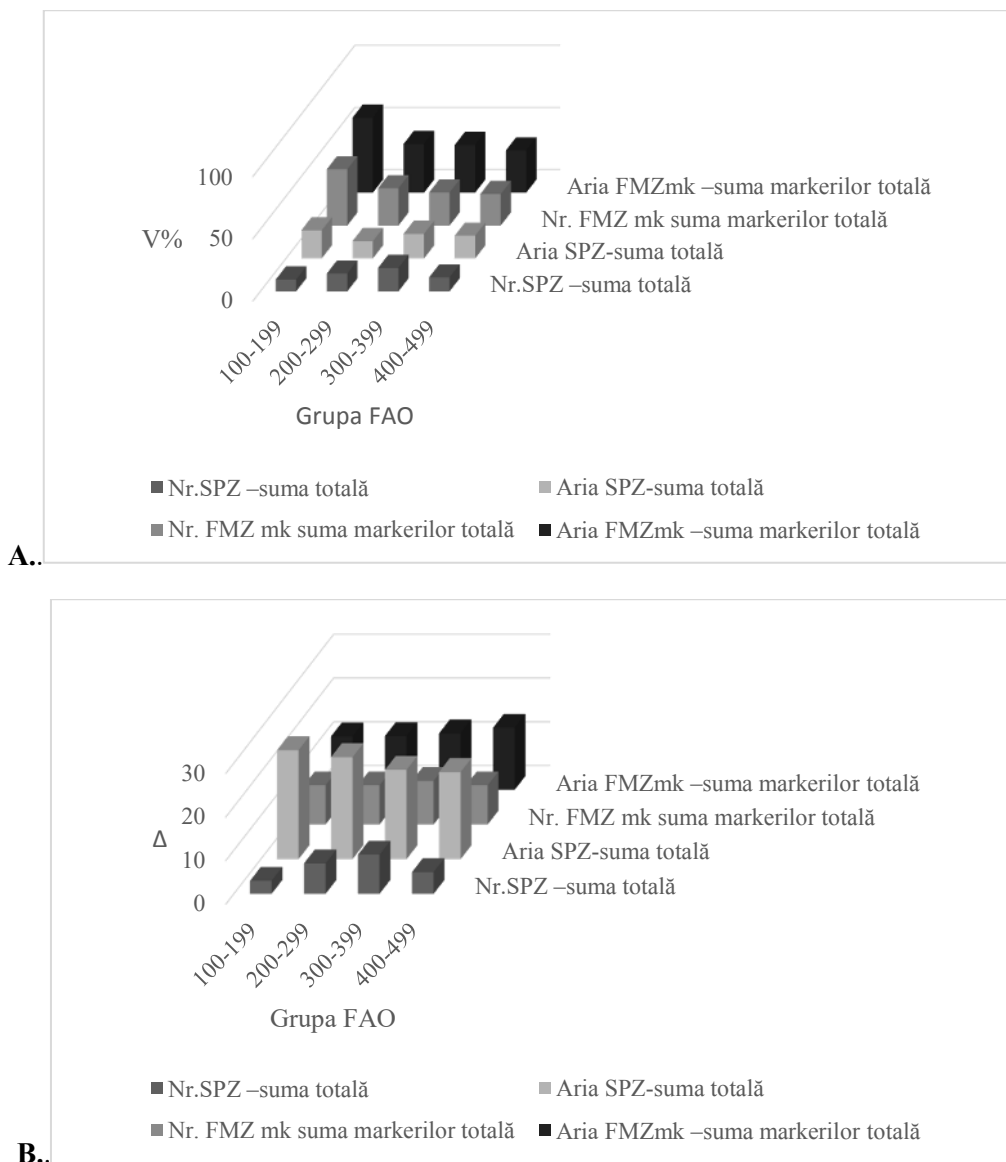 100
50
0
V%
Aria FMZmk –suma markerilor totală
Nr. FMZ mk suma markerilor totală
Aria SPZ-suma totală
Nr.SPZ –suma totală
100-199
200-299
300-399
400-499
Grupa FAO
Nr.SPZ –suma totală
Aria SPZ-suma totală
Nr. FMZ mk suma markerilor totală
Aria FMZmk –suma markerilor totală
A..
30
20
10
0
Δ
Aria FMZmk –suma markerilor totală
Nr. FMZ mk suma markerilor totală
Aria SPZ-suma totală
Nr.SPZ –suma totală
100-199
200-299
300-399
400-499
Grupa FAO
Nr.SPZ –suma totală
Aria SPZ-suma totală
Nr. FMZ mk suma markerilor totală
Aria FMZmk –suma markerilor totală
B..